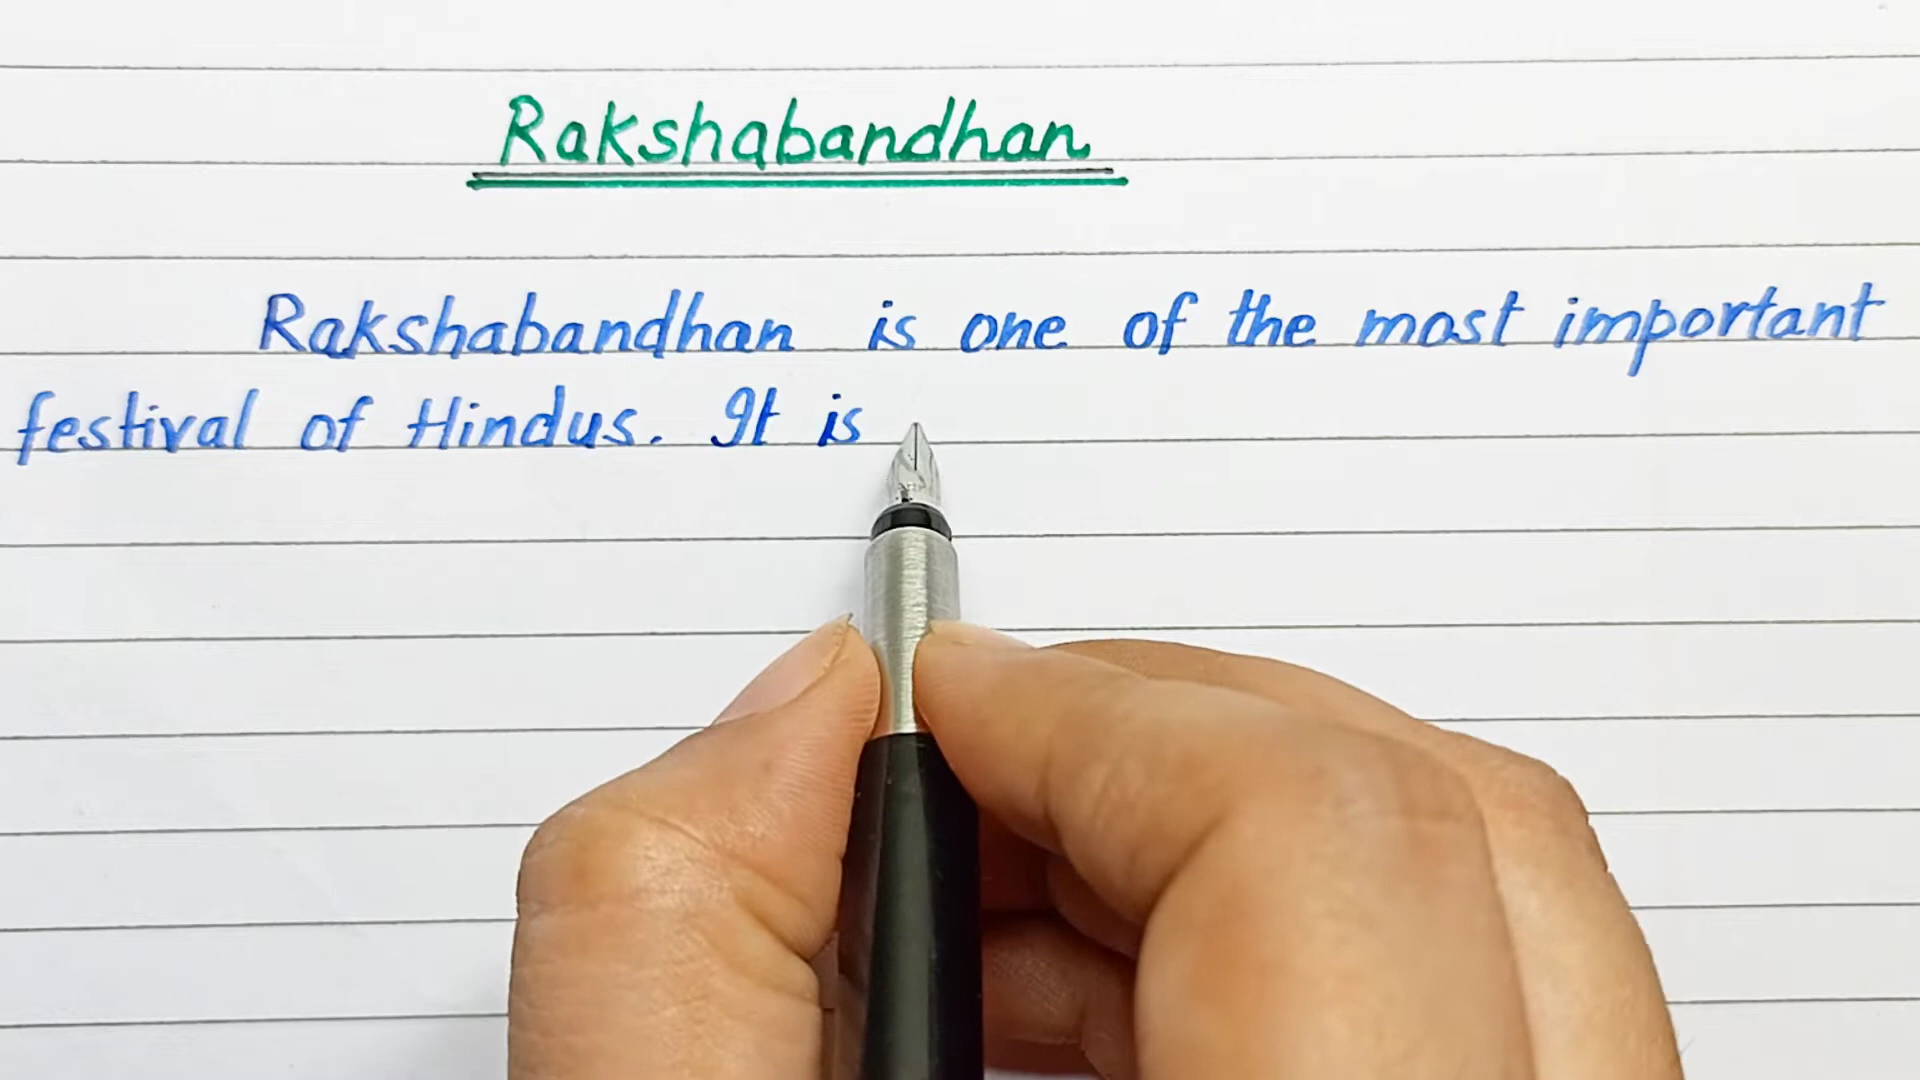 Rakshabandhan
Rakshabandhan is one of the most important
festival of Hindus. It is